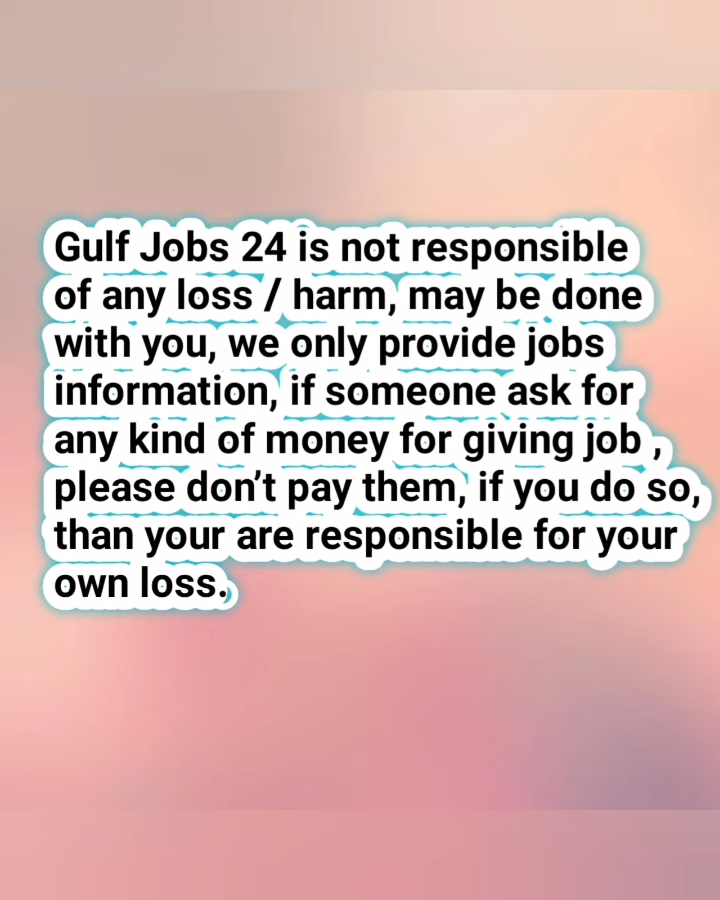 Gulf Jobs 24 is not responsible
of any loss / harm, may be done
with you, we only provide jobs
information, if someone ask for
any kind of money for giving job ,
please don’t pay them, if you do so,
than your are responsible for your
own loss.